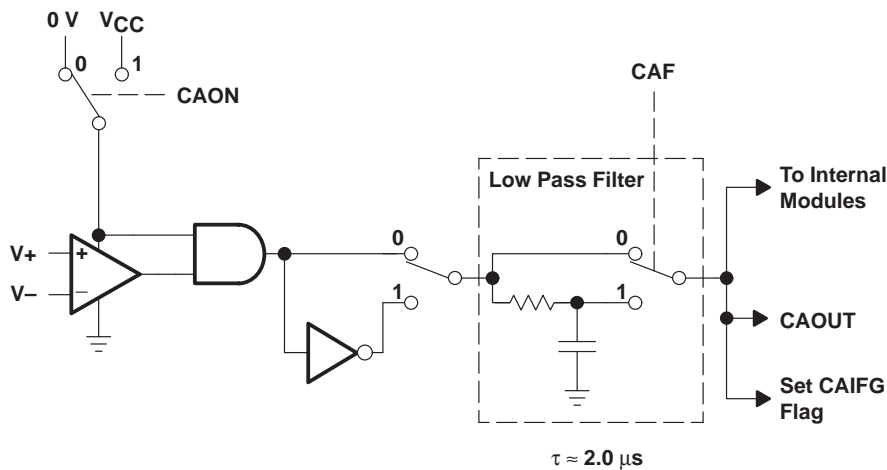 0 V VCC
0 1
CAON
CAF
Low Pass Filter
To Internal
Modules
V+
+
V–
–
0
1
0
1
CAOUT
Set CAIFG
Flag
τ ≈ 2.0 μs